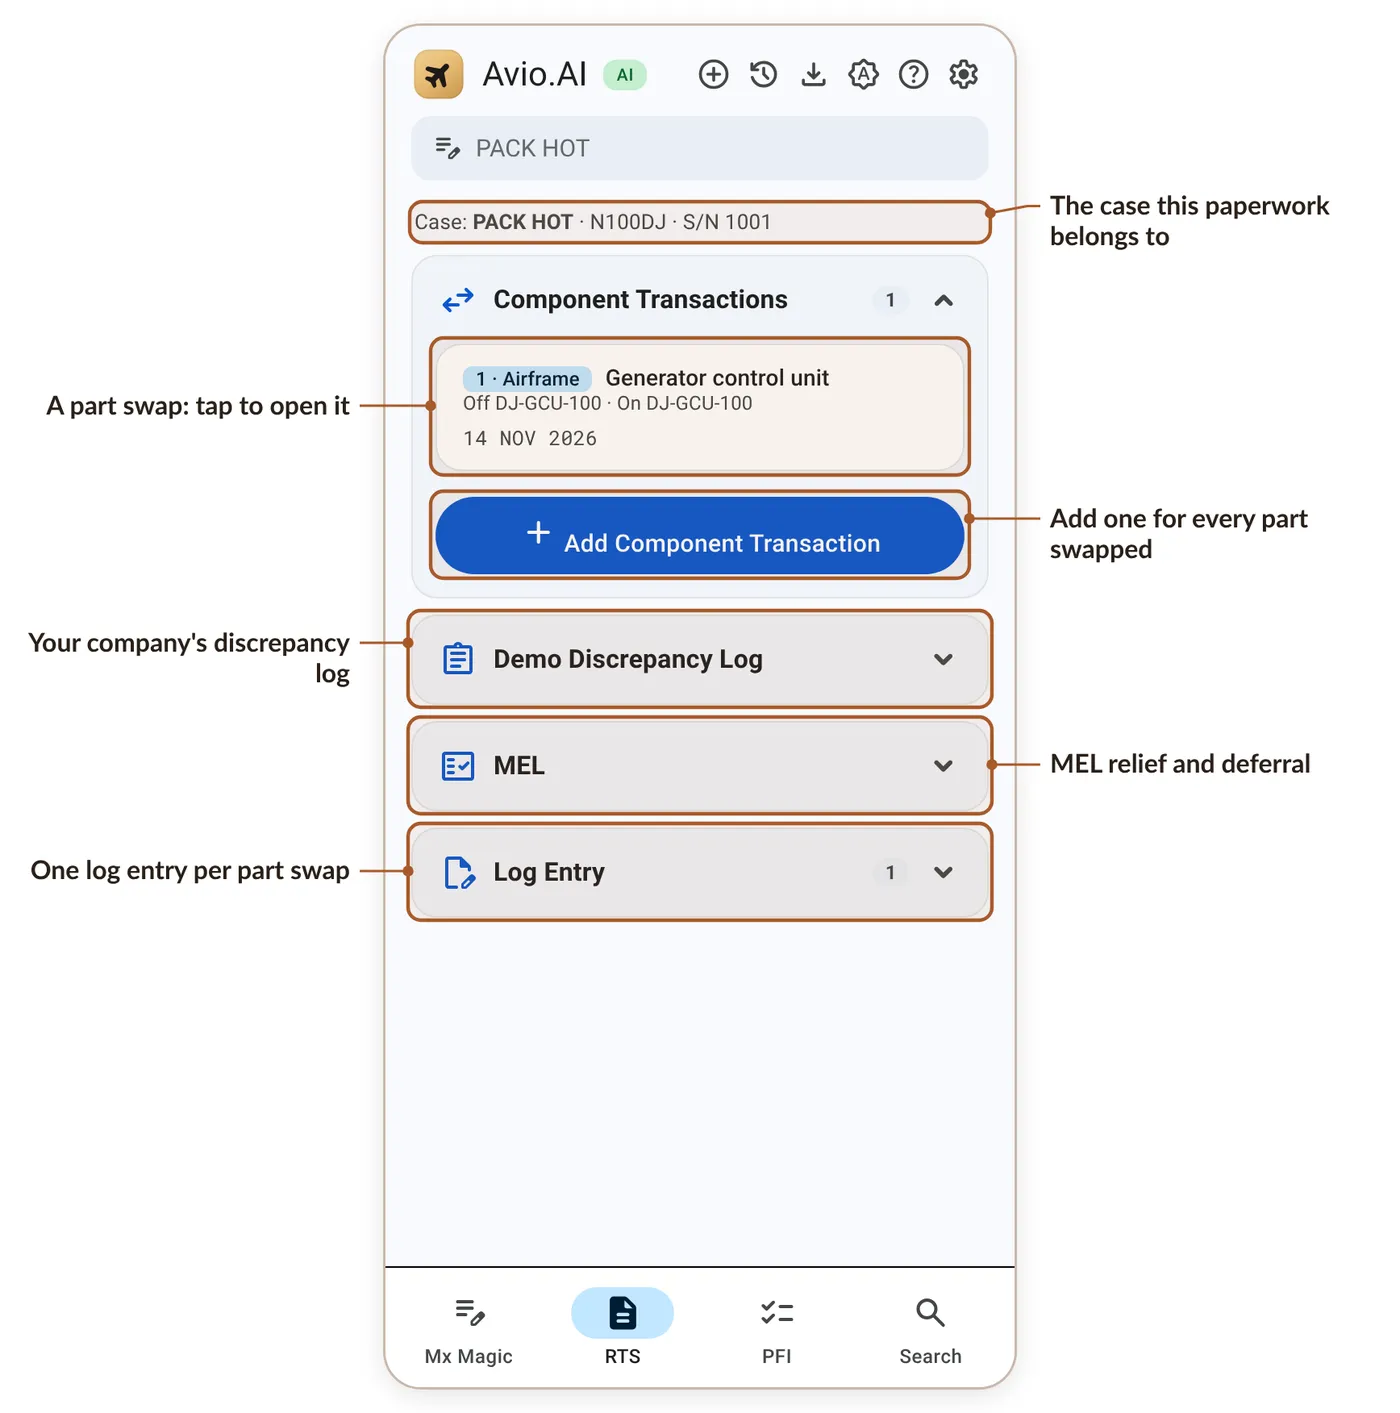 Avio.AI AI
A
PACK HOT
Case: PACK HOT · N100DJ · S/N 1001
The case this paperwork
belongs to
Component Transactions 1
A part swap: tap to open it
1 · Airframe Generator control unit
Off DJ-GCU-100 · On DJ-GCU-100
14 NOV 2026
+ Add Component Transaction
Add one for every part
swapped
Your company's discrepancy
log
Demo Discrepancy Log
MEL
MEL relief and deferral
One log entry per part swap
Log Entry 1
Mx Magic
RTS
PFI
Search